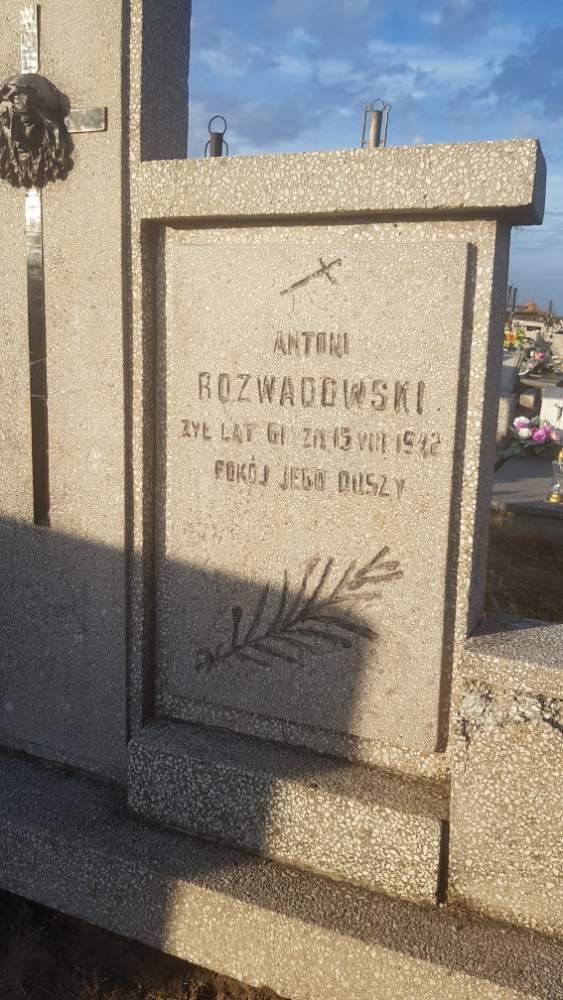 ANTONI
ROZWADOWSKI
ŻYŁ LAT 61 ZM 15 VIII 1942
POKÓJ JEGO DUSZY